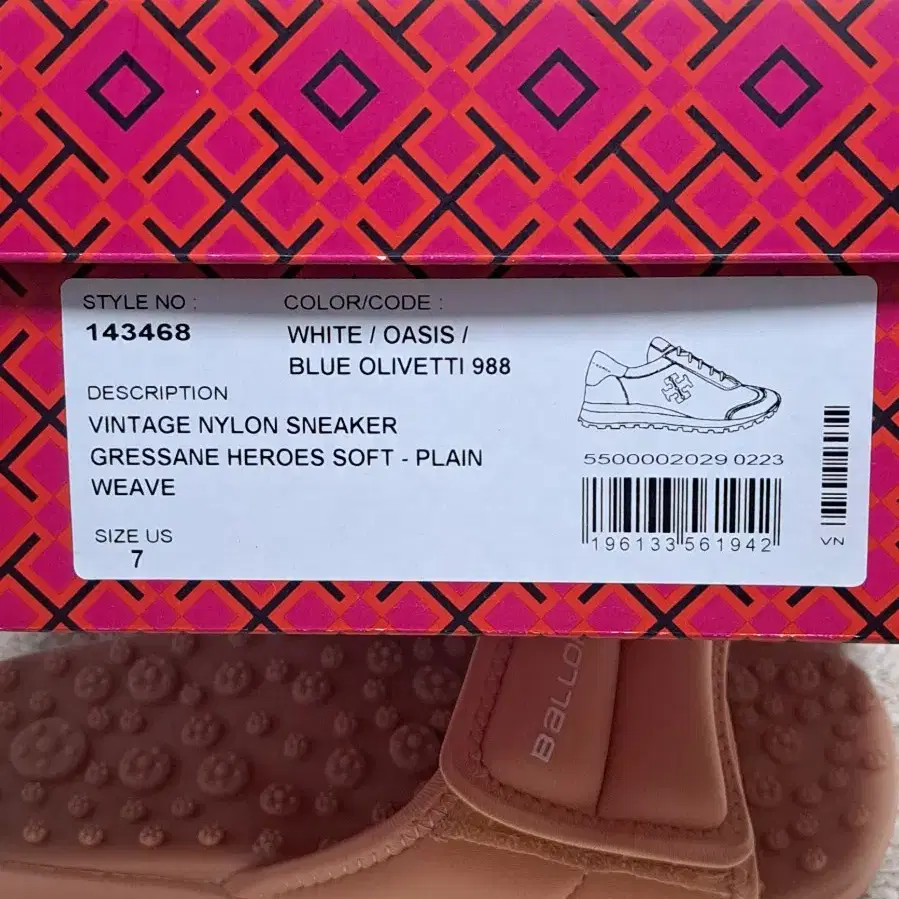 STYLE NO :
143468
COLOR/CODE :
WHITE / OASIS /
BLUE OLIVETTI 988
DESCRIPTION
VINTAGE NYLON SNEAKER
GRESSANE HEROES SOFT - PLAIN
WEAVE
SIZE US
7
5500002029 0223
196133 561942
VN